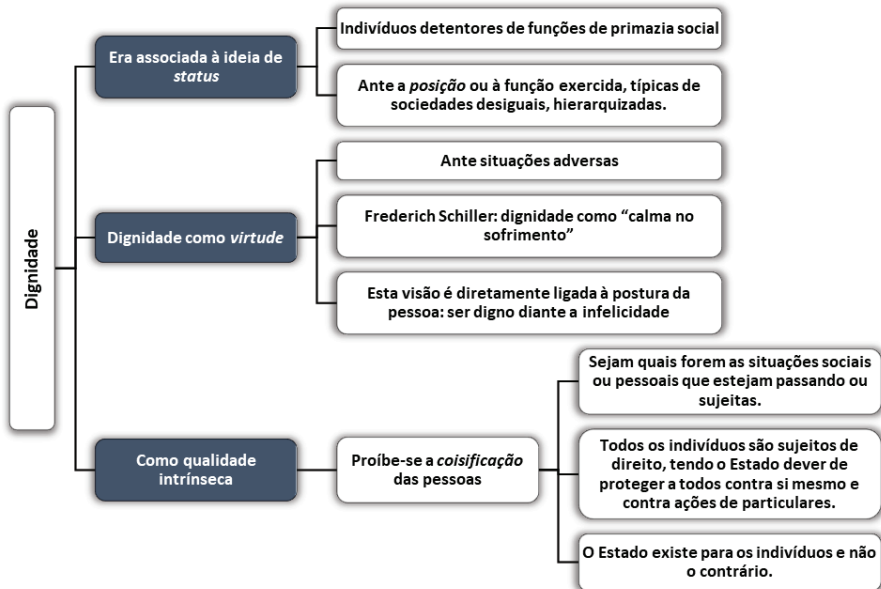 Dignidade
Era associada à ideia de
status
Indivíduos detentores de funções de primazia social
Ante a posição ou à função exercida, típicas de
sociedades desiguais, hierarquizadas.
Dignidade como virtude
Ante situações adversas
Frederich Schiller: dignidade como “calma no
sofrimento”
Esta visão é diretamente ligada à postura da
pessoa: ser digno diante a infelicidade
Como qualidade
intrínseca
Proíbe-se a coisificação
das pessoas
Sejam quais forem as situações sociais
ou pessoais que estejam passando ou
sujeitas.
Todos os indivíduos são sujeitos de
direito, tendo o Estado dever de
proteger a todos contra si mesmo e
contra ações de particulares.
O Estado existe para os indivíduos e não
o contrário.